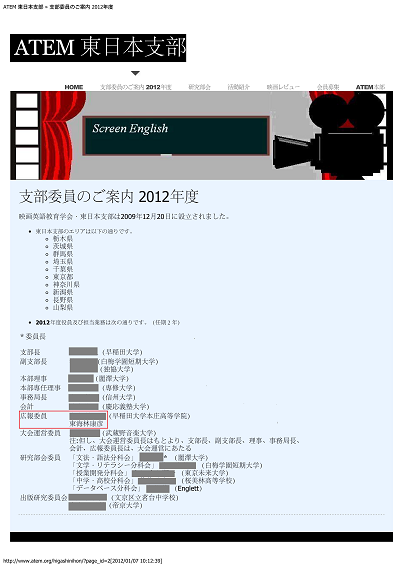 ATEM 東日本支部 » 支部委員のご案内 2012年度
ATEM 東日本支部
HOME 支部委員のご案内 2012年度 研究部会 活動紹介 映画レビュー 会員募集 ATEM本部
Screen English
支部委員のご案内 2012年度
映画英語教育学会・東日本支部は2009年12月20日に設立されました。
東日本支部のエリアは以下の通りです。
栃木県
茨城県
群馬県
埼玉県
千葉県
東京都
神奈川県
新潟県
長野県
山梨県
2012年度役員及び担当業務は次の通りです。(任期2年)
*委員長
支部長 (早稲田大学)
副支部長 (白梅学園短期大学)
(獨協大学)
本部理事 (麗澤大学)
本部専任理事 (専修大学)
事務局長 (信州大学)
会計 (慶応義塾大学)
広報委員 (早稲田大学本庄高等学院)
東海林康彦
大会運営委員 (武蔵野音楽大学)
注:但し、大会運営委員長はもとより、支部長、副支部長、理事、事務局長、
会計、広報委員長は、大会運営にあたる
研究部会委員 「文法・語法分科会」 * (麗澤大学)
「文学・リテラシー分科会」 (白梅学園短期大学)
「授業開発分科会」 (東京未来大学)
「中学・高校分科会」 (桜美林高等学校)
「データベース分科会」 (Englett)
出版研究委員会 (文京区立茗台中学校)
(帝京大学)
http://www.atem.org/higashinihon/?page_id=2[2012/01/07 10:12:39]